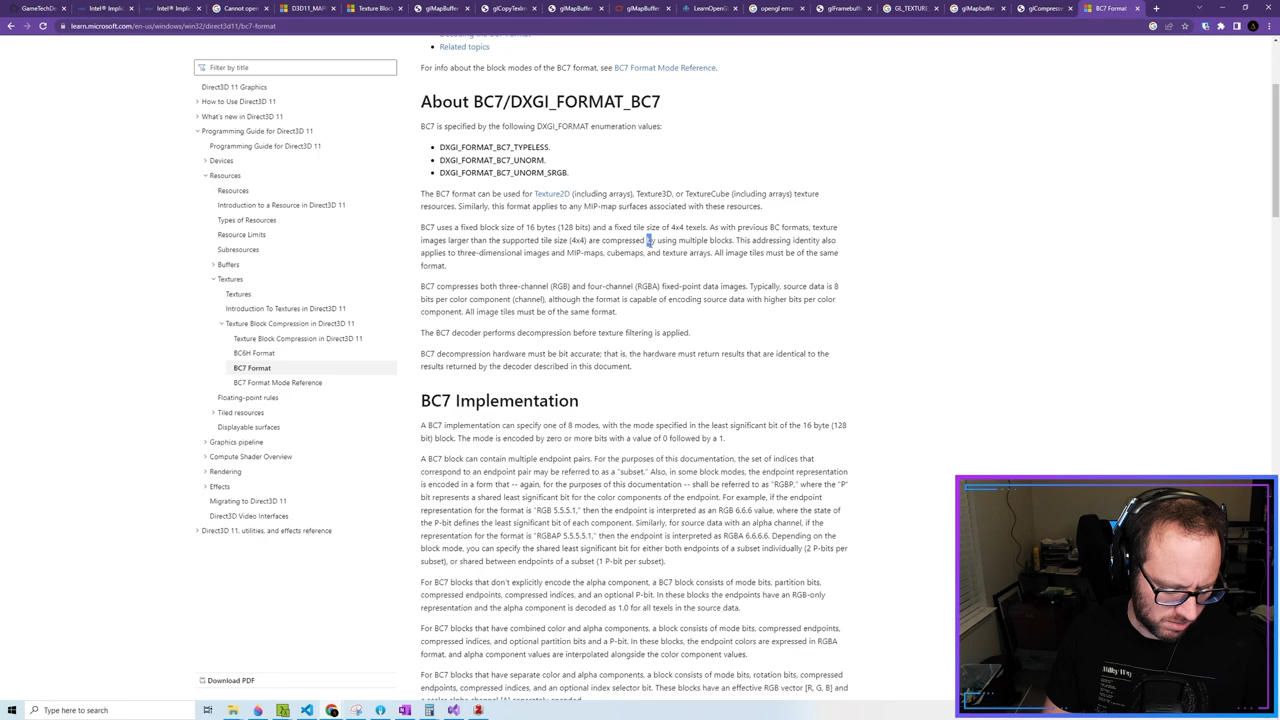 GameTechDe
Intel® Implic
Intel® Implic
Cannot open
D3D11_MAP
Texture Block
glMapBuffer
glCopyTexIm
glMapBuffer
glMapBuffer
LearnOpenGL
opengl error
glFramebuffe
GL_TEXTURE
glMapbuffer
glCompress
BC7 Format
learn.microsoft.com/en-us/windows/win32/direct3d11/bc7-format
Filter by title
Direct3D 11 Graphics
How to Use Direct3D 11
What's new in Direct3D 11
Programming Guide for Direct3D 11
Programming Guide for Direct3D 11
Devices
Resources
Resources
Introduction to a Resource in Direct3D 11
Types of Resources
Resource Limits
Subresources
Buffers
Textures
Textures
Introduction To Textures in Direct3D 11
Texture Block Compression in Direct3D 11
Texture Block Compression in Direct3D 11
BC6H Format
BC7 Format
BC7 Format Mode Reference
Floating-point rules
Tiled resources
Displayable surfaces
Graphics pipeline
Compute Shader Overview
Rendering
Effects
Migrating to Direct3D 11
Direct3D Video Interfaces
Direct3D 11, utilities, and effects reference
Download PDF
Related topics
For info about the block modes of the BC7 format, see BC7 Format Mode Reference.
About BC7/DXGI_FORMAT_BC7
BC7 is specified by the following DXGI_FORMAT enumeration values:
• DXGI_FORMAT_BC7_TYPELESS.
• DXGI_FORMAT_BC7_UNORM.
• DXGI_FORMAT_BC7_UNORM_SRGB.
The BC7 format can be used for Texture2D (including arrays), Texture3D, or TextureCube (including arrays) texture
resources. Similarly, this format applies to any MIP-map surfaces associated with these resources.
BC7 uses a fixed block size of 16 bytes (128 bits) and a fixed tile size of 4x4 texels. As with previous BC formats, texture
images larger than the supported tile size (4x4) are compressed by using multiple blocks. This addressing identity also
applies to three-dimensional images and MIP-maps, cubemaps, and texture arrays. All image tiles must be of the same
format.
BC7 compresses both three-channel (RGB) and four-channel (RGBA) fixed-point data images. Typically, source data is 8
bits per color component (channel), although the format is capable of encoding source data with higher bits per color
component. All image tiles must be of the same format.
The BC7 decoder performs decompression before texture filtering is applied.
BC7 decompression hardware must be bit accurate; that is, the hardware must return results that are identical to the
results returned by the decoder described in this document.
BC7 Implementation
A BC7 implementation can specify one of 8 modes, with the mode specified in the least significant bit of the 16 byte (128
bit) block. The mode is encoded by zero or more bits with a value of 0 followed by a 1.
A BC7 block can contain multiple endpoint pairs. For the purposes of this documentation, the set of indices that
correspond to an endpoint pair may be referred to as a "subset." Also, in some block modes, the endpoint representation
is encoded in a form that -- again, for the purposes of this documentation -- shall be referred to as "RGBP," where the "P"
bit represents a shared least significant bit for the color components of the endpoint. For example, if the endpoint
representation for the format is "RGB 5.5.5.1," then the endpoint is interpreted as an RGB 6.6.6 value, where the state of
the P-bit defines the least significant bit of each component. Similarly, for source data with an alpha channel, if the
representation for the format is "RGBAP 5.5.5.5.1," then the endpoint is interpreted as RGBA 6.6.6.6. Depending on the
block mode, you can specify the shared least significant bit for either both endpoints of a subset individually (2 P-bits per
subset), or shared between endpoints of a subset (1 P-bit per subset).
For BC7 blocks that don't explicitly encode the alpha component, a BC7 block consists of mode bits, partition bits,
compressed endpoints, compressed indices, and an optional P-bit. In these blocks the endpoints have an RGB-only
representation and the alpha component is decoded as 1.0 for all texels in the source data.
For BC7 blocks that have combined color and alpha components, a block consists of mode bits, compressed endpoints,
compressed indices, and optional partition bits and a P-bit. In these blocks, the endpoint colors are expressed in RGBA
format, and alpha component values are interpolated alongside the color component values.
For BC7 blocks that have separate color and alpha components, a block consists of mode bits, rotation bits, compressed
endpoints, compressed indices, and an optional index selector bit. These blocks have an effective RGB vector [R, G, B] and
Type here to search